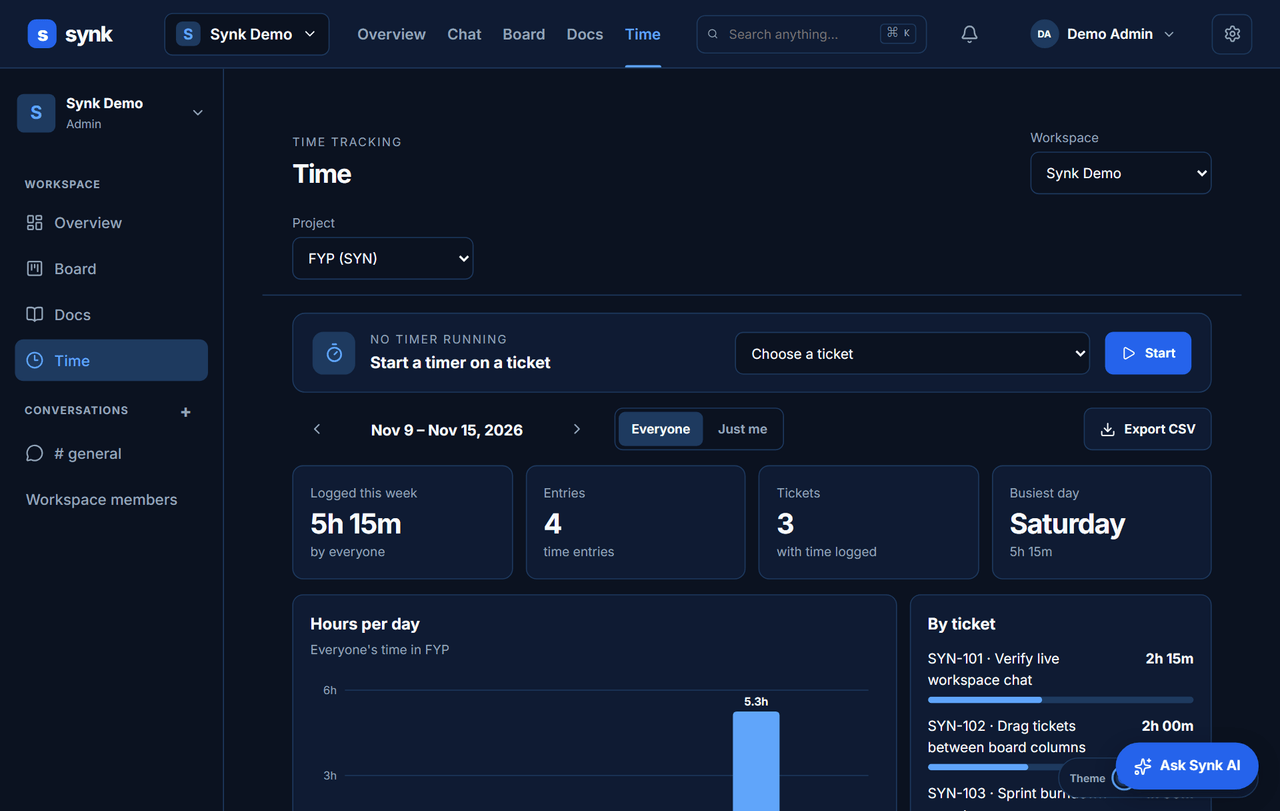 s synk
S Synk Demo
Overview
Chat
Board
Docs
Time
Search anything...
⌘ K
DA Demo Admin
S Synk Demo
Admin
WORKSPACE
Overview
Board
Docs
Time
CONVERSATIONS +
# general
Workspace members
TIME TRACKING
Time
Workspace
Synk Demo
Project
FYP (SYN)
NO TIMER RUNNING
Start a timer on a ticket
Choose a ticket
Start
Nov 9 – Nov 15, 2026
Everyone
Just me
Export CSV
Logged this week
5h 15m
by everyone
Entries
4
time entries
Tickets
3
with time logged
Busiest day
Saturday
5h 15m
Hours per day
Everyone's time in FYP
6h
5.3h
3h
By ticket
SYN-101 · Verify live 2h 15m
workspace chat
SYN-102 · Drag tickets 2h 00m
between board columns
SYN-103 · Sprint
Theme
Ask Synk AI